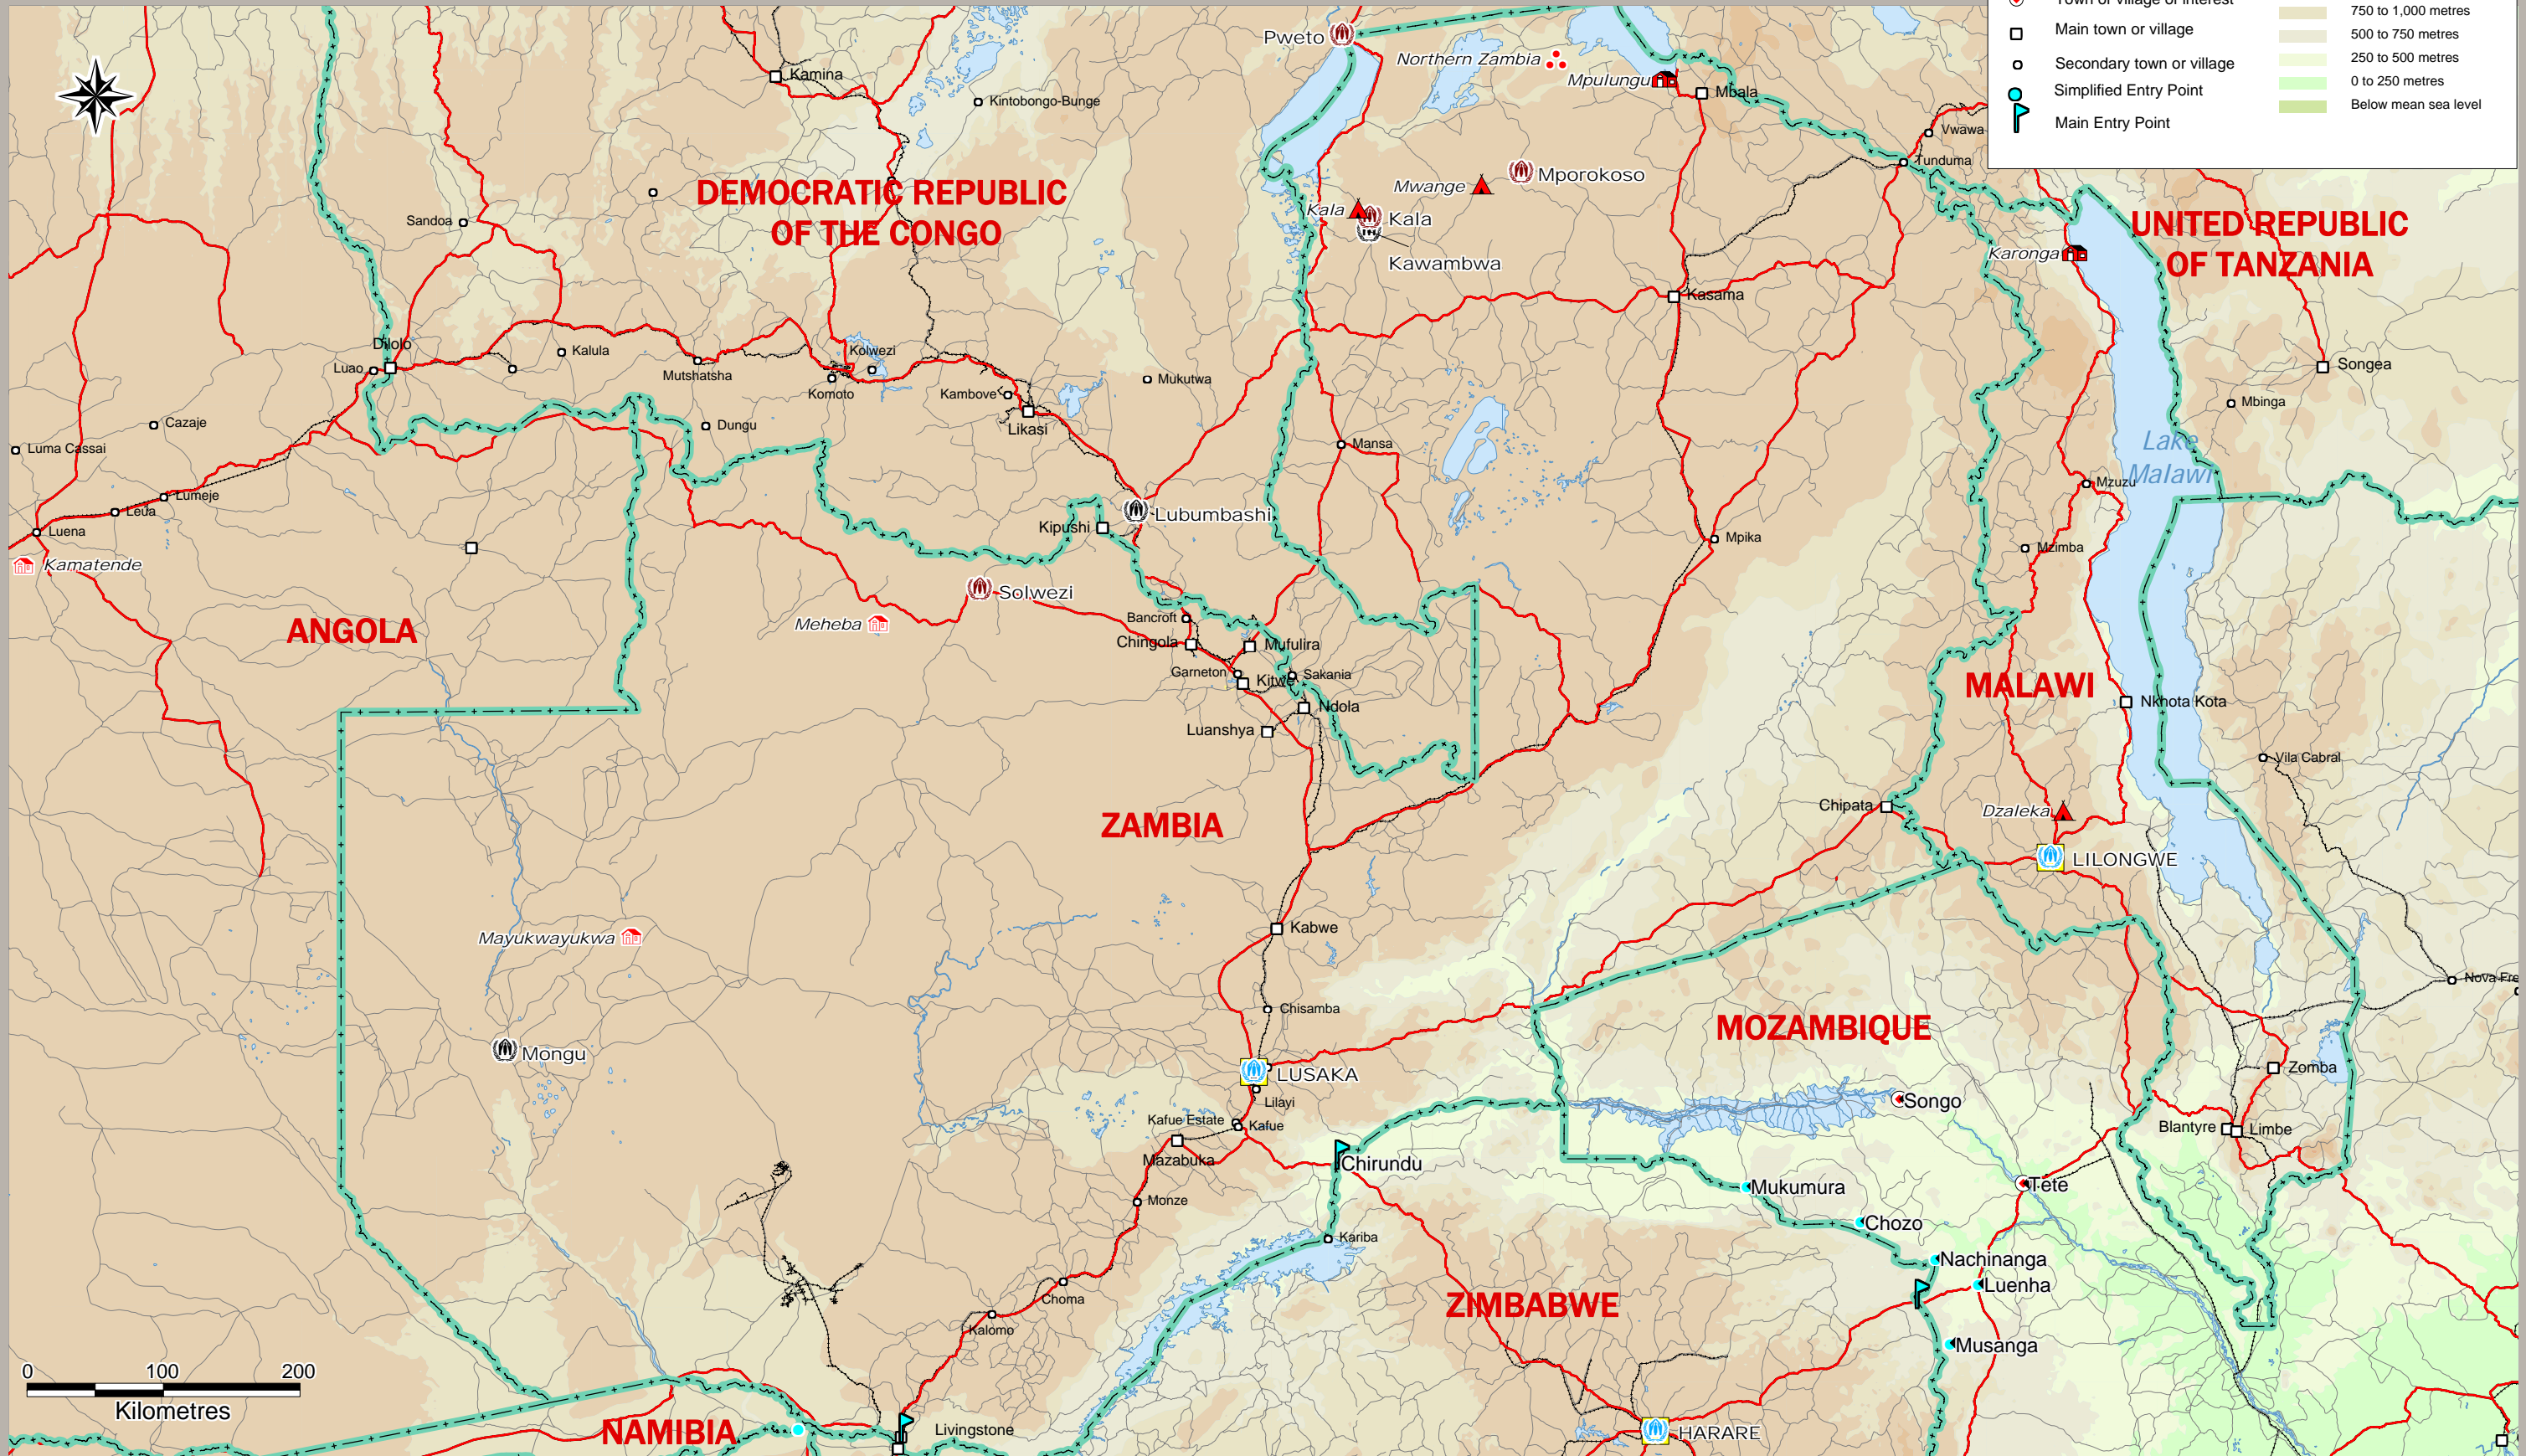 Town or village of interest
Main town or village
Secondary town or village
Simplified Entry Point
Main Entry Point
750 to 1,000 metres
500 to 750 metres
250 to 500 metres
0 to 250 metres
Below mean sea level
Pweto
Northern Zambia
Mpulungu
Mbala
Kamina
Kintobongo-Bunge
Vwawa
Tunduma
DEMOCRATIC REPUBLIC
OF THE CONGO
Mwange
Mporokoso
Kala
Kala
Kawambwa
Sandoa
UNITED REPUBLIC
OF TANZANIA
Karonga
Kasama
Dilolo
Luao
Kalula
Mutshatsha
Kolwezi
Komoto
Kambove
Likasi
Mukutwa
Songea
Mbinga
Cazaje
Luma Cassai
Dungu
Mansa
Lake
Malawi
Lumeje
Leua
Luena
Kamatende
Kipushi
Lubumbashi
Mzuzu
Mpika
Mzimba
Solwezi
Meheba
ANGOLA
Bancroft
Chingola
Mufulira
Garneton
Kitwe
Sakania
Ndola
Luanshya
MALAWI
Nkhota Kota
Vila Cabral
ZAMBIA
Chipata
Dzaleka
LILONGWE
Mayukwayukwa
Kabwe
Nova Fre
Chisamba
MOZAMBIQUE
Mongu
LUSAKA
Lilayi
Zomba
Songo
Kafue Estate
Kafue
Mazabuka
Blantyre
Limbe
Chirundu
Mukumura
Tete
Monze
Chozo
Kariba
Nachinanga
Luenha
Choma
ZIMBABWE
Kalomo
Musanga
0 100 200
Kilometres
NAMIBIA
Livingstone
HARARE